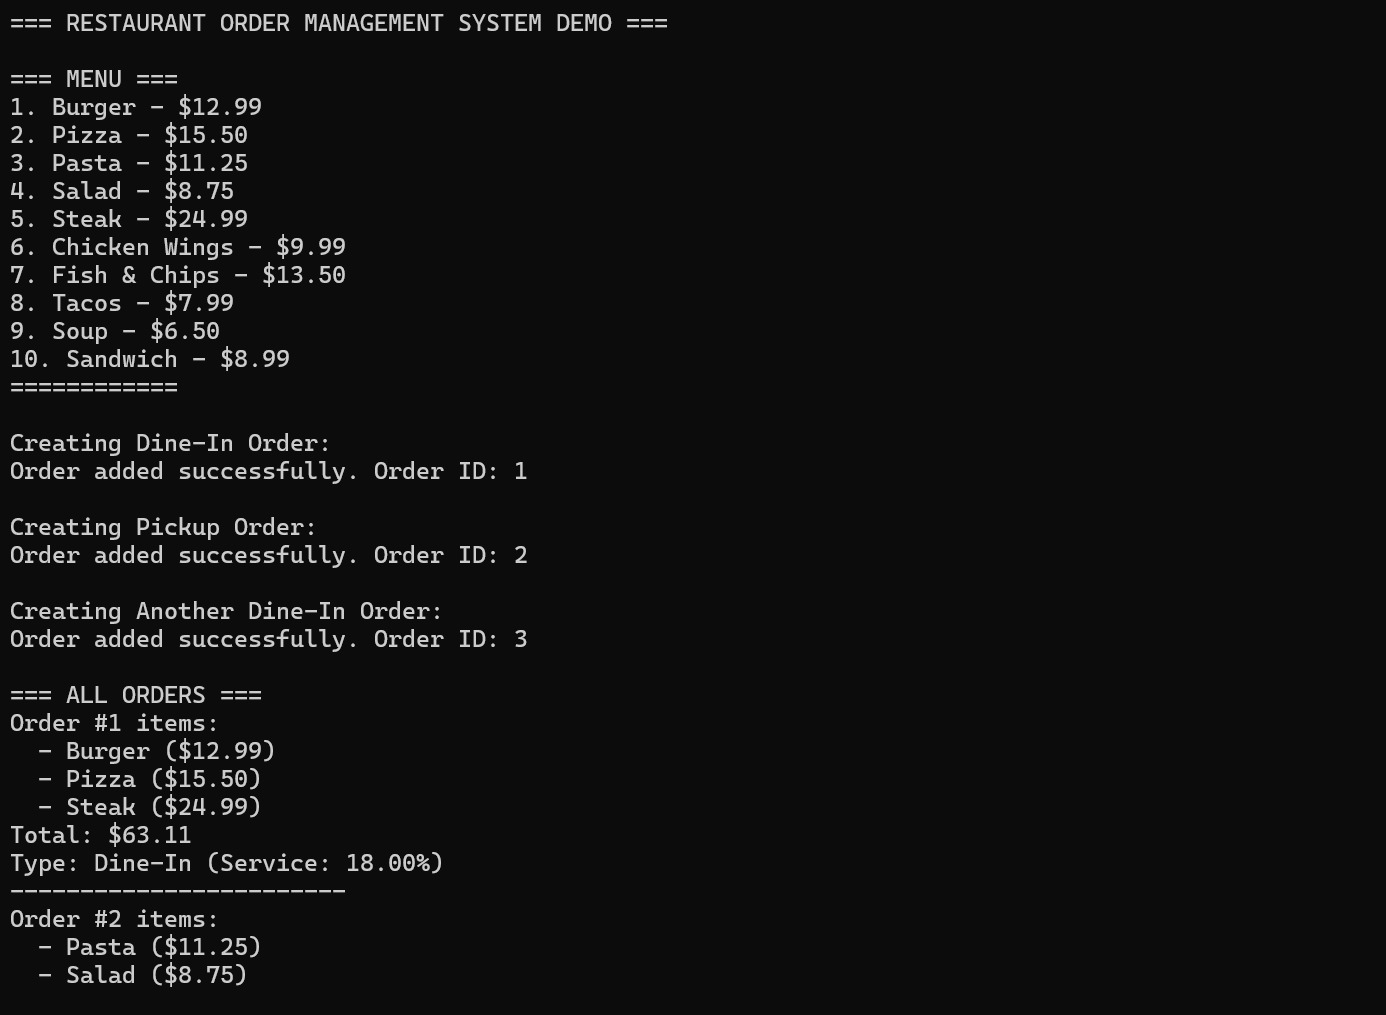 === RESTAURANT ORDER MANAGEMENT SYSTEM DEMO ===
=== MENU ===
1. Burger - $12.99
2. Pizza - $15.50
3. Pasta - $11.25
4. Salad - $8.75
5. Steak - $24.99
6. Chicken Wings - $9.99
7. Fish & Chips - $13.50
8. Tacos - $7.99
9. Soup - $6.50
10. Sandwich - $8.99
============
Creating Dine-In Order:
Order added successfully. Order ID: 1
Creating Pickup Order:
Order added successfully. Order ID: 2
Creating Another Dine-In Order:
Order added successfully. Order ID: 3
=== ALL ORDERS ===
Order #1 items:
  - Burger ($12.99)
  - Pizza ($15.50)
  - Steak ($24.99)
Total: $63.11
Type: Dine-In (Service: 18.00%)
------------------------
Order #2 items:
  - Pasta ($11.25)
  - Salad ($8.75)